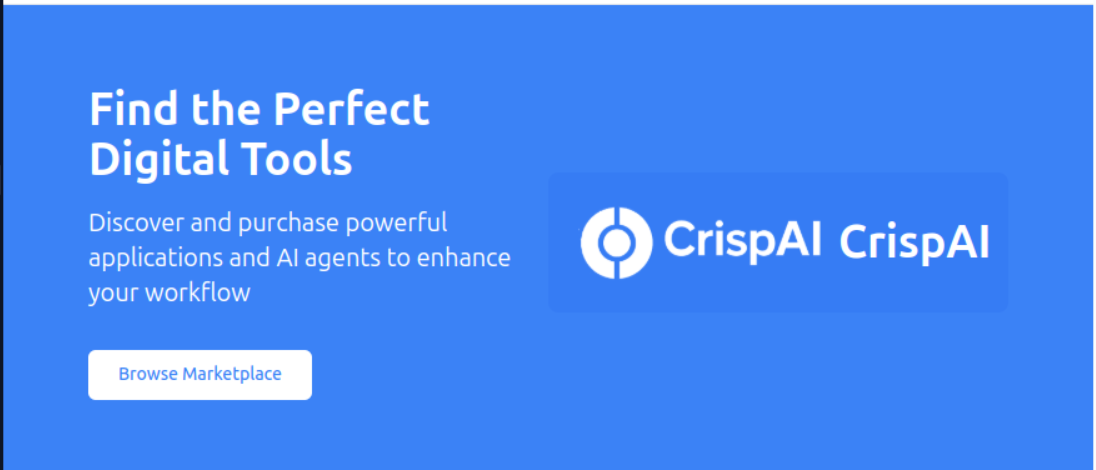 Find the Perfect
Digital Tools
Discover and purchase powerful
applications and AI agents to enhance
your workflow
Browse Marketplace
CrispAI CrispAI